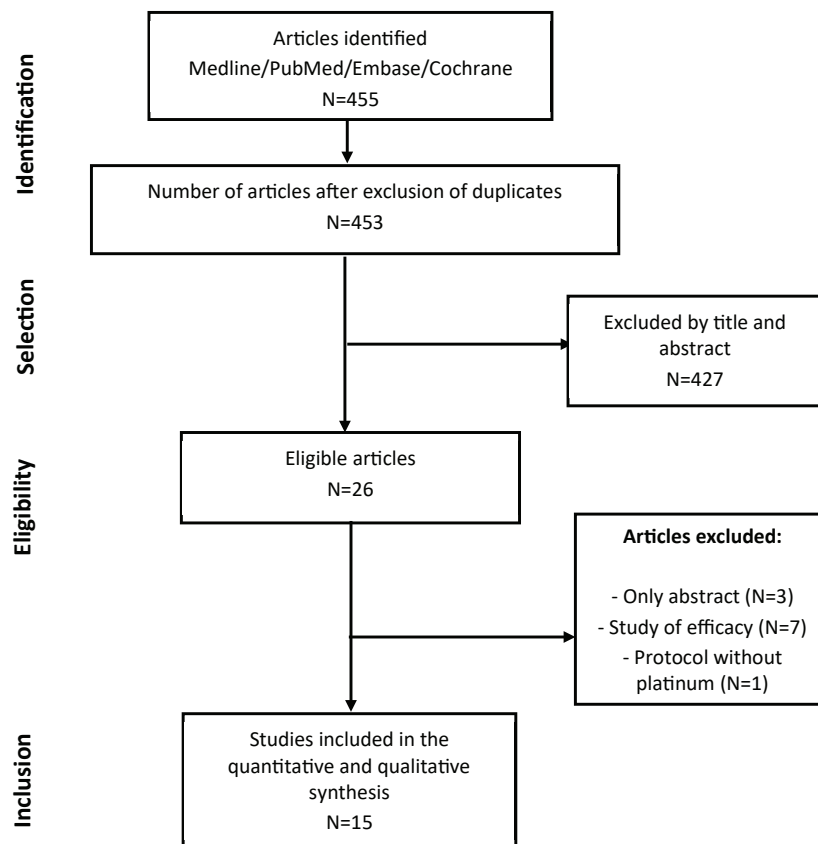 Identification
Articles identified
Medline/PubMed/Embase/Cochrane
N=455
Number of articles after exclusion of duplicates
N=453
Selection
Excluded by title and
abstract
N=427
Eligibility
Eligible articles
N=26
Articles excluded:
- Only abstract (N=3)
- Study of efficacy (N=7)
- Protocol without
platinum (N=1)
Inclusion
Studies included in the
quantitative and qualitative
synthesis
N=15